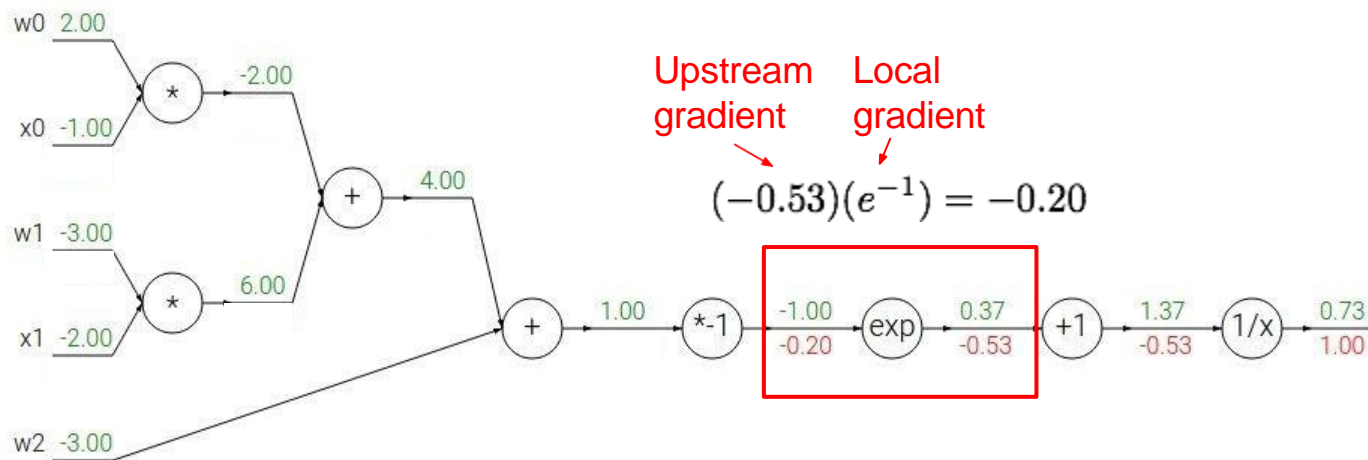 w0 2.00
x0 -1.00
*
-2.00
w1 -3.00
x1 -2.00
*
6.00
+
4.00
w2 -3.00
+
1.00
*-1
-1.00
-0.20
exp
0.37
-0.53
+1
1.37
-0.53
1/x
0.73
1.00
Upstream
gradient
Local
gradient
(-0.53)(e^{-1}) = -0.20